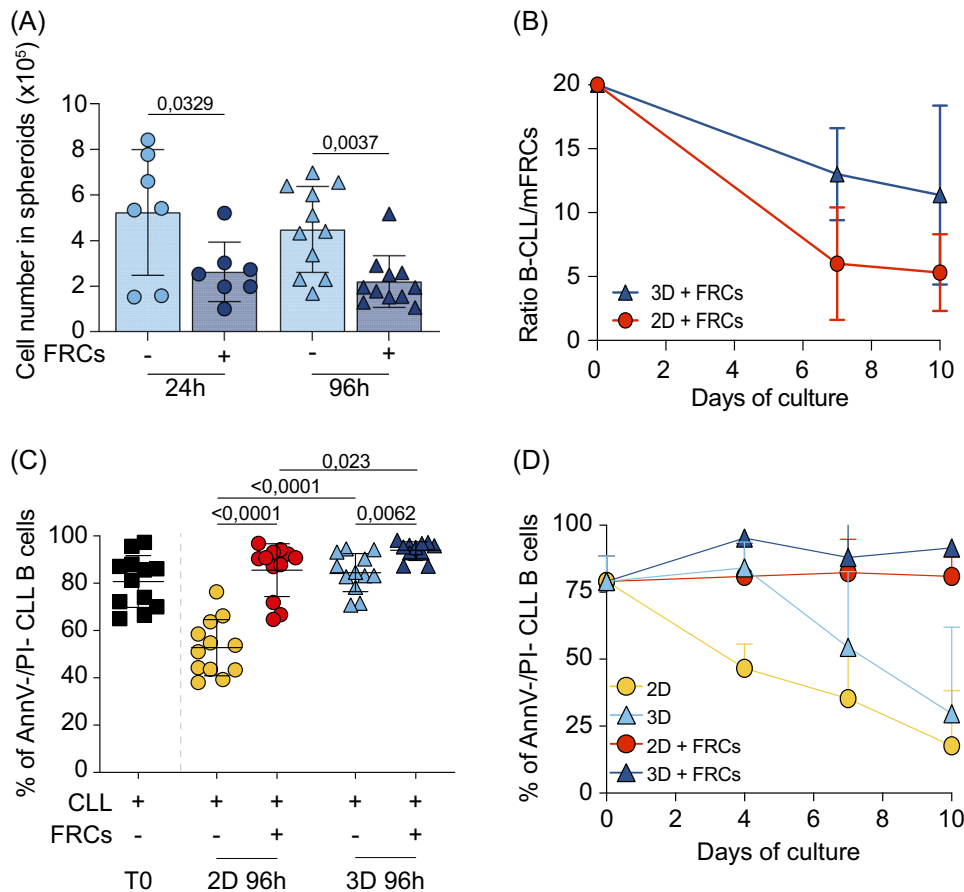 (A)
Cell number in spheroids (x10⁵)
10
8
6
4
2
0
0,0329
0,0037
FRCs
- + - +
24h 96h
(B)
Ratio B-CLL/mFRCs
20
15
10
5
0
3D + FRCs
2D + FRCs
0 2 4 6 8 10
Days of culture
(C)
% of AnnV-/PI- CLL B cells
100
80
60
40
20
0
0,023
<0,0001
<0,0001 0,0062
CLL + + + + +
FRCs - - + - +
T0 2D 96h 3D 96h
(D)
% of AnnV-/PI- CLL B cells
100
75
50
25
00
2D
3D
2D + FRCs
3D + FRCs
0 2 4 6 8 10
Days of culture